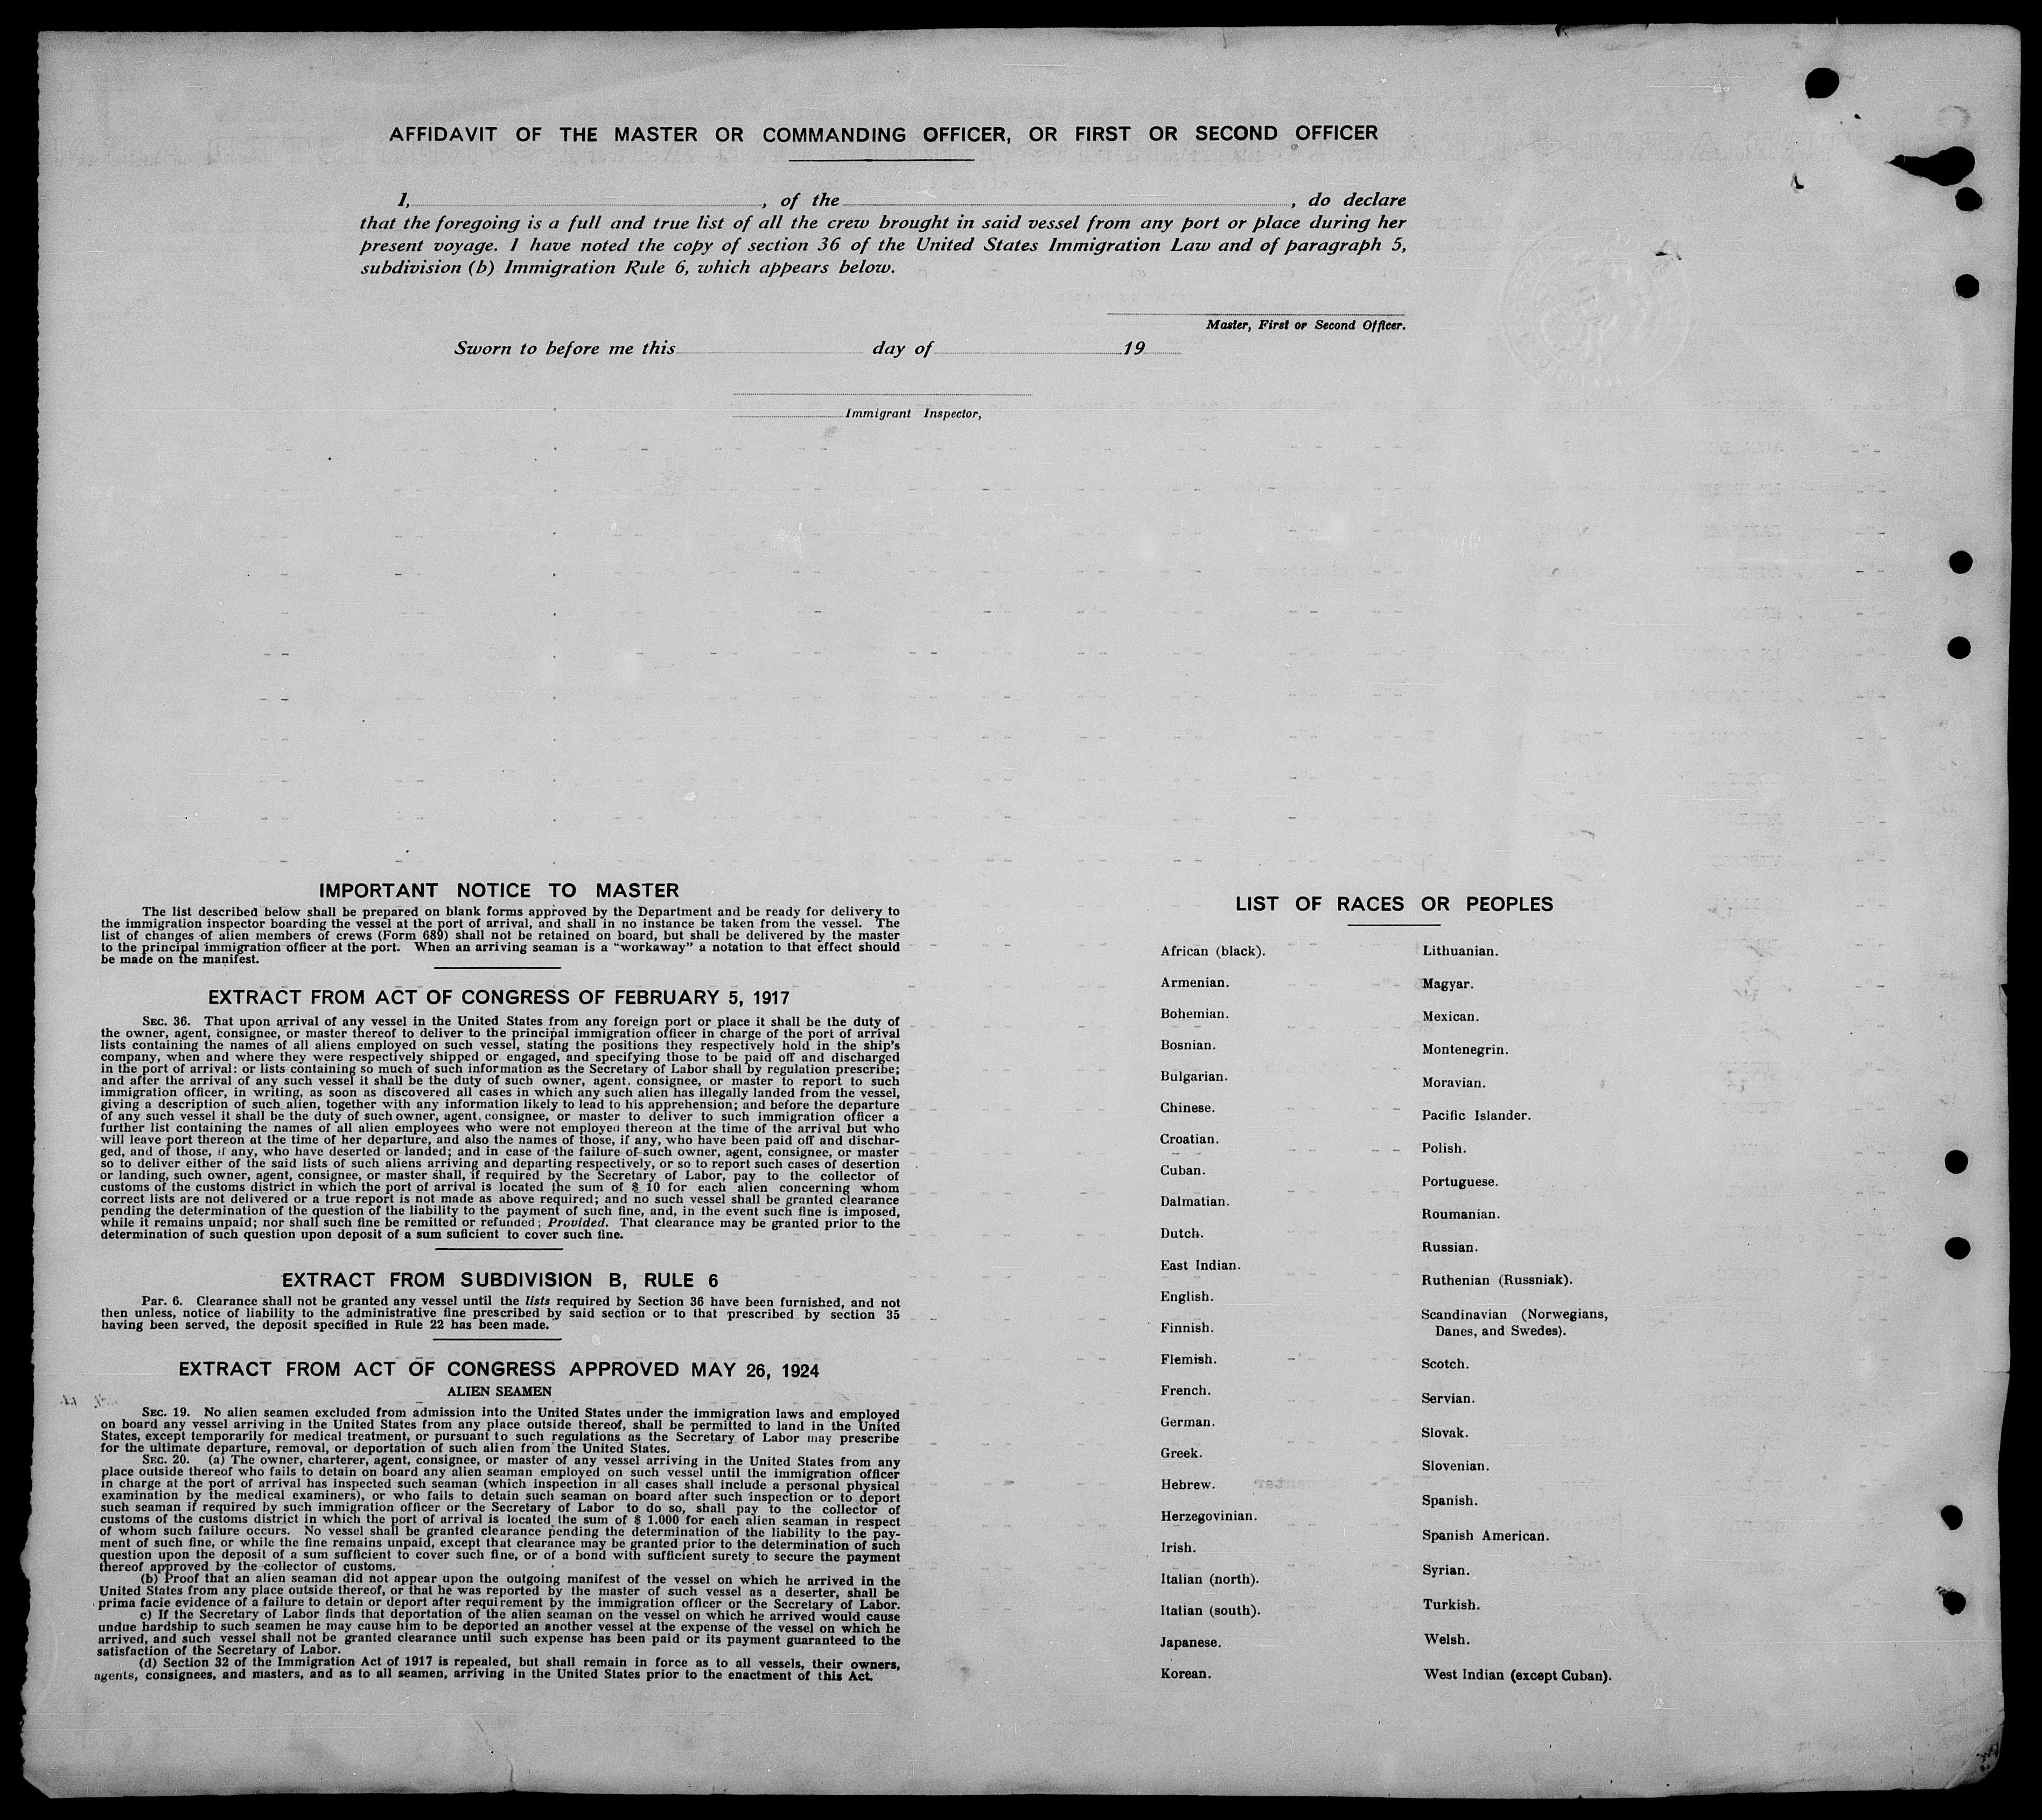 AFFIDAVIT OF THE MASTER OR COMMANDING OFFICER, OR FIRST OR SECOND OFFICER
I, , of the , do declare
that the foregoing is a full and true list of all the crew brought in said vessel from any port or place during her
present voyage. I have noted the copy of section 36 of the United States Immigration Law and of paragraph 5,
subdivision (b) Immigration Rule 6, which appears below.
Master, First or Second Officer.
Sworn to before me this day of 19
Immigrant Inspector,
IMPORTANT NOTICE TO MASTER
The list described below shall be prepared on blank forms approved by the Department and be ready for delivery to
the immigration inspector boarding the vessel at the port of arrival, and shall in no instance be taken from the vessel. The
list of changes of alien members of crews (Form 689) shall not be retained on board, but shall be delivered by the master
to the principal immigration officer at the port. When an arriving seaman is a "workaway" a notation to that effect should
be made on the manifest.
EXTRACT FROM ACT OF CONGRESS OF FEBRUARY 5, 1917
SEC. 36. That upon arrival of any vessel in the United States from any foreign port or place it shall be the duty of
the owner, agent, consignee, or master thereof to deliver to the principal immigration officer in charge of the port of arrival
lists containing the names of all aliens employed on such vessel, stating the positions they respectively hold in the ship's
company, when and where they were respectively shipped or engaged, and specifying those to be paid off and discharged
in the port of arrival: or lists containing so much of such information as the Secretary of Labor shall by regulation prescribe;
and after the arrival of any such vessel it shall be the duty of such owner, agent, consignee, or master to report to such
immigration officer, in writing, as soon as discovered all cases in which any such alien has illegally landed from the vessel,
giving a description of such alien, together with any information likely to lead to his apprehension; and before the departure
of any such vessel it shall be the duty of such owner, agent, consignee, or master to deliver to such immigration officer a
further list containing the names of all alien employees who were not employed thereon at the time of the arrival but who
will leave port thereon at the time of her departure, and also the names of those, if any, who have been paid off and dischar-
ged, and of those, if any, who have deserted or landed; and in case of the failure of such owner, agent, consignee, or master
so to deliver either of the said lists of such aliens arriving and departing respectively, or so to report such cases of desertion
or landing, such owner, agent, consignee, or master shall, if required by the Secretary of Labor, pay to the collector of
customs of the customs district in which the port of arrival is located the sum of $ 10 for each alien concerning whom
correct lists are not delivered or a true report is not made as above required; and no such vessel shall be granted clearance
pending the determination of the question of the liability to the payment of such fine, and, in the event such fine is imposed,
while it remains unpaid; nor shall such fine be remitted or refunded; Provided. That clearance may be granted prior to the
determination of such question upon deposit of a sum suficient to cover such fine.
EXTRACT FROM SUBDIVISION B, RULE 6
Par. 6. Clearance shall not be granted any vessel until the lists required by Section 36 have been furnished, and not
then unless, notice of liability to the administrative fine prescribed by said section or to that prescribed by section 35
having been served, the deposit specified in Rule 22 has been made.
EXTRACT FROM ACT OF CONGRESS APPROVED MAY 26, 1924
ALIEN SEAMEN
SEC. 19. No alien seamen excluded from admission into the United States under the immigration laws and employed
on board any vessel arriving in the United States from any place outside thereof, shall be permitted to land in the United
States, except temporarily for medical treatment, or pursuant to such regulations as the Secretary of Labor may prescribe
for the ultimate departure, removal, or deportation of such alien from the United States.
SEC. 20. (a) The owner, charterer, agent, consignee, or master of any vessel arriving in the United States from any
place outside thereof who fails to detain on board any alien seaman employed on such vessel until the immigration officer
in charge at the port of arrival has inspected such seaman (which inspection in all cases shall include a personal physical
examination by the medical examiners), or who fails to detain such seaman on board after such inspection or to deport
such seaman if required by such immigration officer or the Secretary of Labor to do so, shall pay to the collector of
customs of the customs district in which the port of arrival is located the sum of $ 1.000 for each alien seaman in respect
of whom such failure occurs. No vessel shall be granted clearance pending the determination of the liability to the pay-
ment of such fine, or while the fine remains unpaid, except that clearance may be granted prior to the determination of such
question upon the deposit of a sum sufficient to cover such fine, or of a bond with sufficient surety to secure the payment
thereof approved by the collector of customs.
(b) Proof that an alien seaman did not appear upon the outgoing manifest of the vessel on which he arrived in the
United States from any place outside thereof, or that he was reported by the master of such vessel as a deserter, shall be
prima facie evidence of a failure to detain or deport after requirement by the immigration officer or the Secretary of Labor.
c) If the Secretary of Labor finds that deportation of the alien seaman on the vessel on which he arrived would cause
undue hardship to such seamen he may cause him to be deported an another vessel at the expense of the vessel on which he
arrived, and such vessel shall not be granted clearance until such expense has been paid or its payment guaranteed to the
satisfaction of the Secretary of Labor.
(d) Section 32 of the Immigration Act of 1917 is repealed, but shall remain in force as to all vessels, their owners,
agents, consignees, and masters, and as to all seamen, arriving in the United States prior to the enactment of this Act.
LIST OF RACES OR PEOPLES
African (black).
Armenian.
Bohemian.
Bosnian.
Bulgarian.
Chinese.
Croatian.
Cuban.
Dalmatian.
Dutch.
East Indian.
English.
Finnish.
Flemish.
French.
German.
Greek.
Hebrew.
Herzegovinian.
Irish.
Italian (north).
Italian (south).
Japanese.
Korean.
Lithuanian.
Magyar.
Mexican.
Montenegrin.
Moravian.
Pacific Islander.
Polish.
Portuguese.
Roumanian.
Russian.
Ruthenian (Russniak).
Scandinavian (Norwegians,
Danes, and Swedes).
Scotch.
Servian.
Slovak.
Slovenian.
Spanish.
Spanish American.
Syrian.
Turkish.
Welsh.
West Indian (except Cuban).